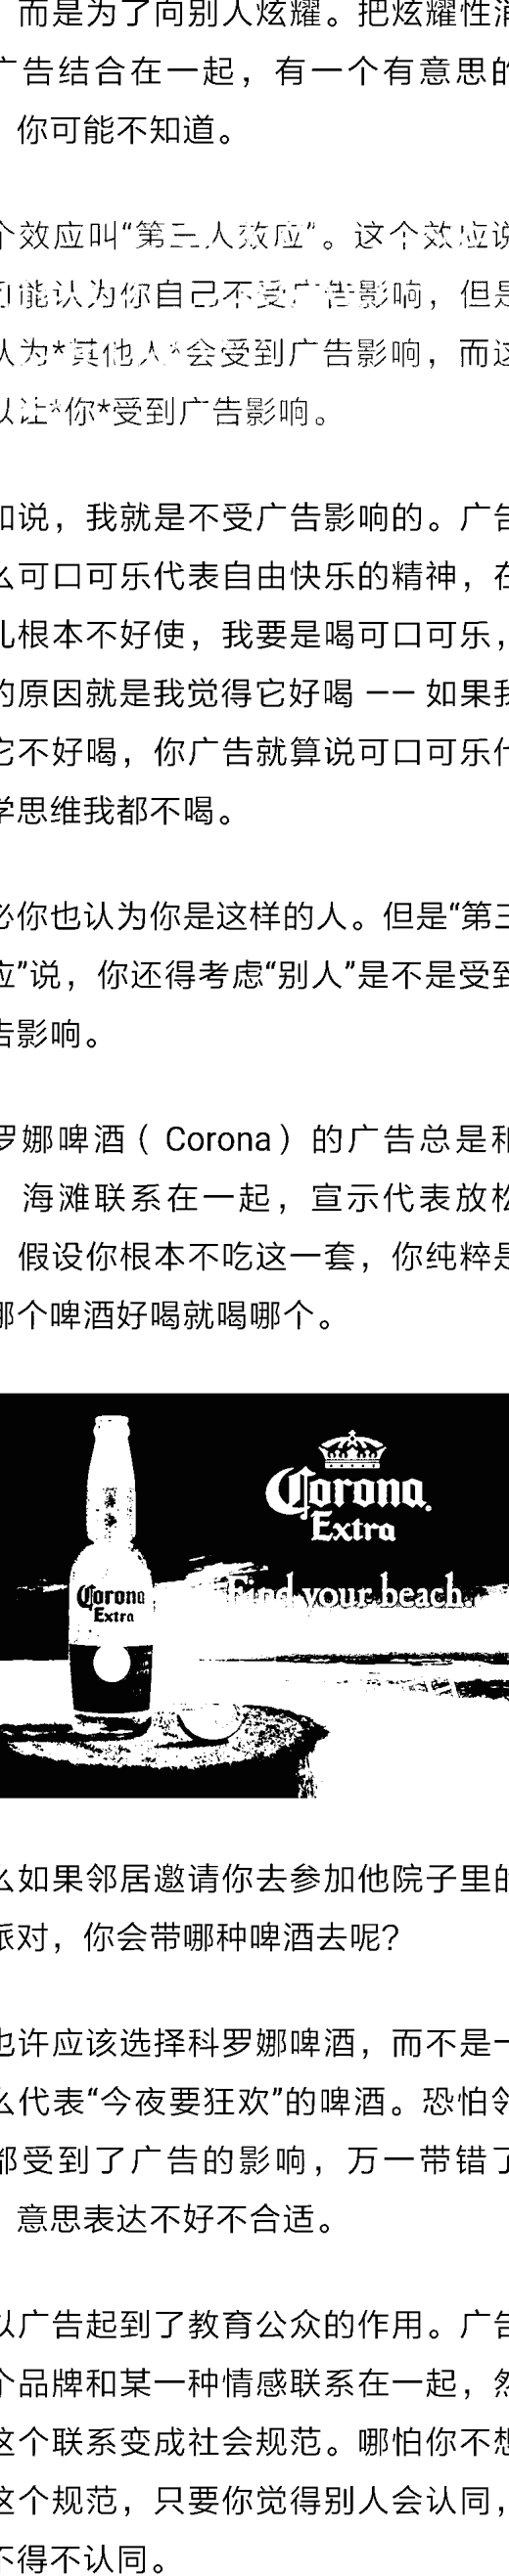 而是为了向别人炫耀。把炫耀性消
广告结合在一起，有一个有意思的
你可能不知道。
个效应叫“第三人效应”。这个效应说
可能认为你自己不受广告影响，但是
认为*其他人*会受到广告影响，而这
以让*你*受到广告影响。
如说，我就是不受广告影响的。广告
么可口可乐代表自由快乐的精神，在
儿根本不好使，我要是喝可口可乐，
的原因就是我觉得它好喝 —— 如果我
它不好喝，你广告就算说可口可乐代
学思维我都不喝。
必你也认为你是这样的人。但是“第三
应”说，你还得考虑“别人”是不是受到
告影响。
罗娜啤酒（ Corona）的广告总是和
海滩联系在一起，宣示代表放松
假设你根本不吃这一套，你纯粹是
那个啤酒好喝就喝哪个。
Corona
Extra
Corona
Extra
Find your beach.
么如果邻居邀请你去参加他院子里的
派对，你会带哪种啤酒去呢？
也许应该选择科罗娜啤酒，而不是一
么代表“今夜要狂欢”的啤酒。恐怕邻
都受到了广告的影响，万一带错了
意思表达不好不合适。
以广告起到了教育公众的作用。广告
个品牌和某一种情感联系在一起，然
这个联系变成社会规范。哪怕你不想
这个规范，只要你觉得别人会认同，
不得不认同。